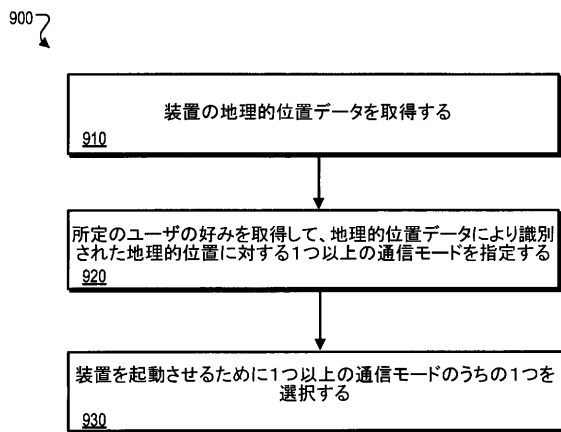 900
装置の地理的位置データを取得する
910
所定のユーザの好みを取得して、地理的位置データにより識別
された地理的位置に対する1つ以上の通信モードを指定する
920
装置を起動させるために1つ以上の通信モードのうちの1つを
選択する
930